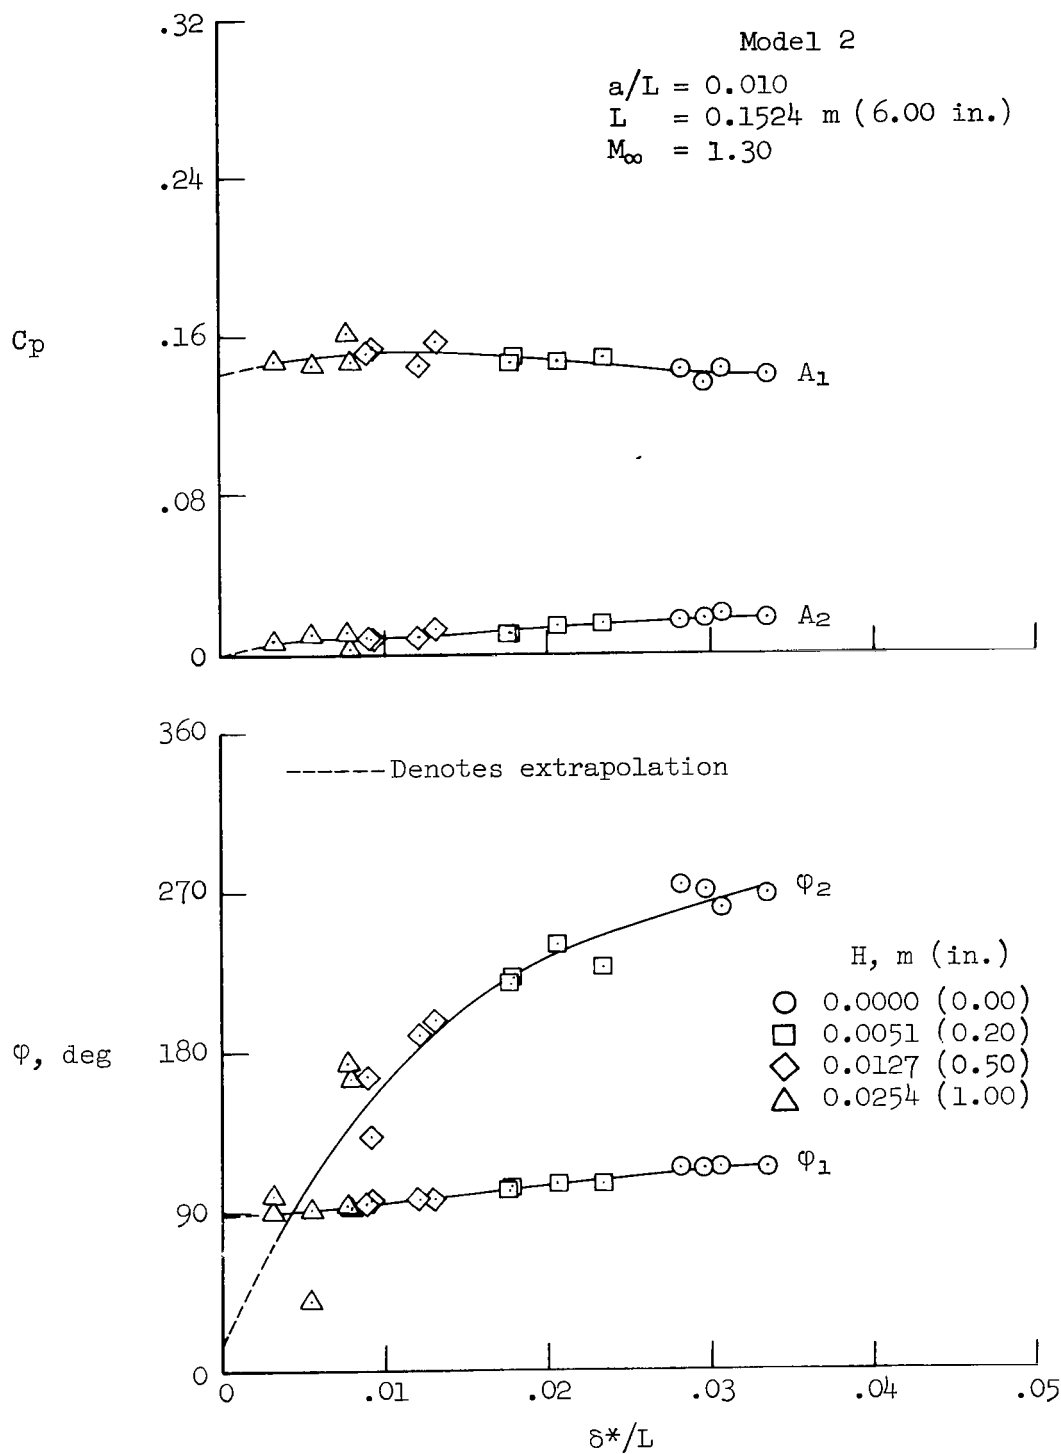 .32
Model 2
a/L = 0.010
L = 0.1524 m (6.00 in.)
M∞ = 1.30
.24
Cp
.16
A1
.08
A2
0
360
-----Denotes extrapolation
270
φ2
H, m (in.)
0.0000 (0.00)
0.0051 (0.20)
0.0127 (0.50)
0.0254 (1.00)
φ, deg
180
φ1
90
0
0 .01 .02 .03 .04 .05
δ*/L